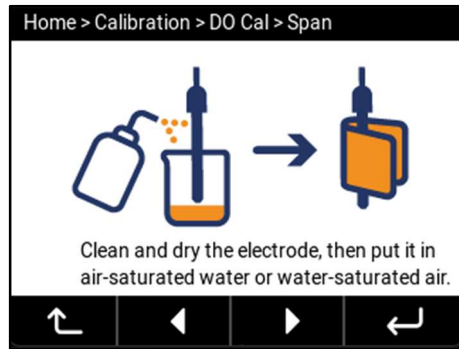 Home > Calibration > DO Cal > Span
Clean and dry the electrode, then put it in
air-saturated water or water-saturated air.